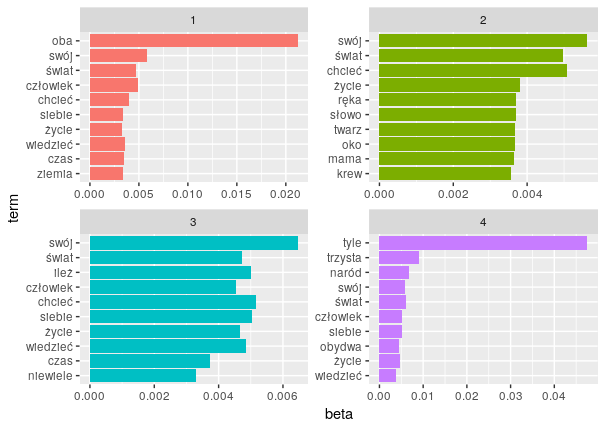 1
oba
swój
świat
człowiek
chcieć
siebie
życie
wiedzieć
czas
ziemia
0.000 0.005 0.010 0.015 0.020
2
swój
świat
chcieć
życie
ręka
słowo
twarz
oko
mama
krew
0.000 0.002 0.004
3
swój
świat
ileż
człowiek
chcieć
siebie
życie
wiedzieć
czas
niewiele
0.000 0.002 0.004 0.006
4
tyle
trzysta
naród
swój
świat
człowiek
siebie
obydwa
życie
wiedzieć
0.00 0.01 0.02 0.03 0.04
term
beta